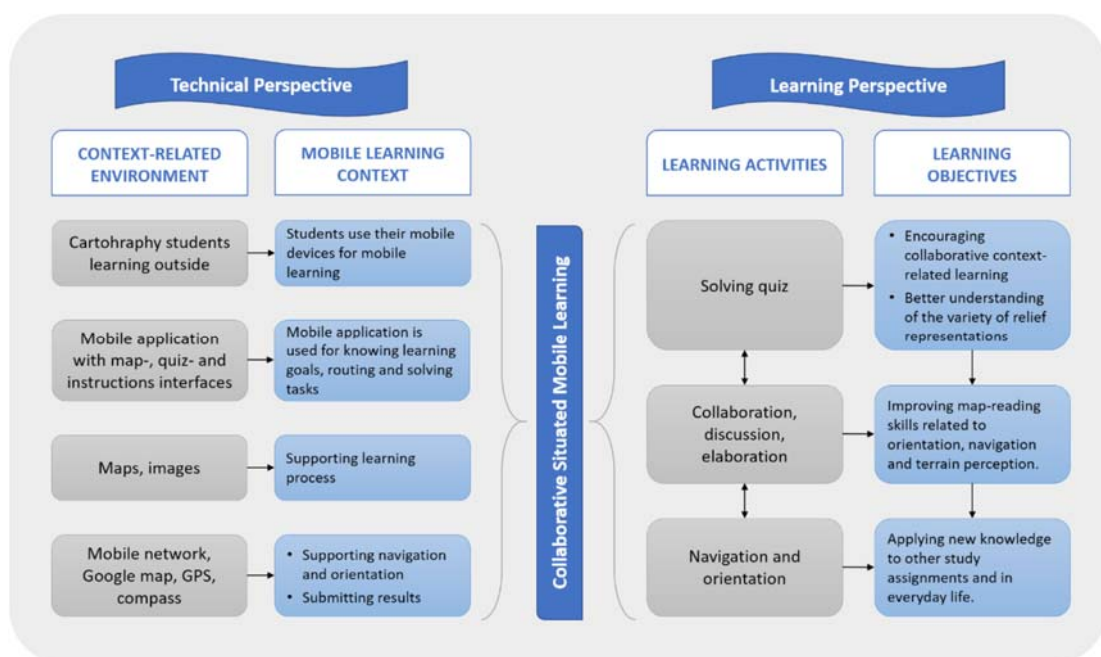 Technical Perspective
Learning Perspective
CONTEXT-RELATED
ENVIRONMENT
MOBILE LEARNING
CONTEXT
LEARNING ACTIVITIES
LEARNING
OBJECTIVES
Cartohraphy students
learning outside
Students use their mobile
devices for mobile
learning
Mobile application
with map-, quiz- and
instructions interfaces
Mobile application is
used for knowing learning
goals, routing and solving
tasks
Maps, images
Supporting learning
process
Mobile network,
Google map, GPS,
compass
• Supporting navigation
and orientation
• Submitting results
Collaborative Situated Mobile Learning
Solving quiz
• Encouraging
collaborative context-
related learning
• Better understanding
of the variety of relief
representations
Collaboration,
discussion,
elaboration
Improving map-reading
skills related to
orientation, navigation
and terrain perception.
Navigation and
orientation
Applying new knowledge
to other study
assignments and in
everyday life.